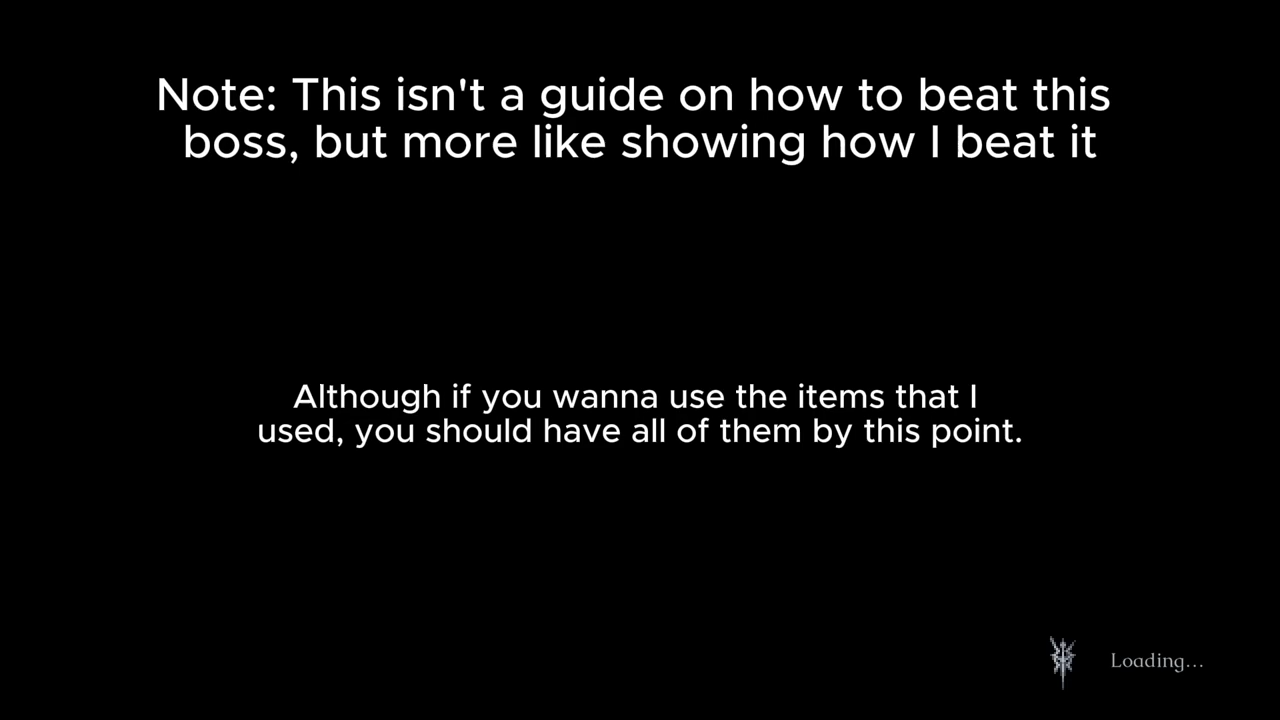 Note: This isn't a guide on how to beat this
boss, but more like showing how I beat it
Although if you wanna use the items that I
used, you should have all of them by this point.
Loading...